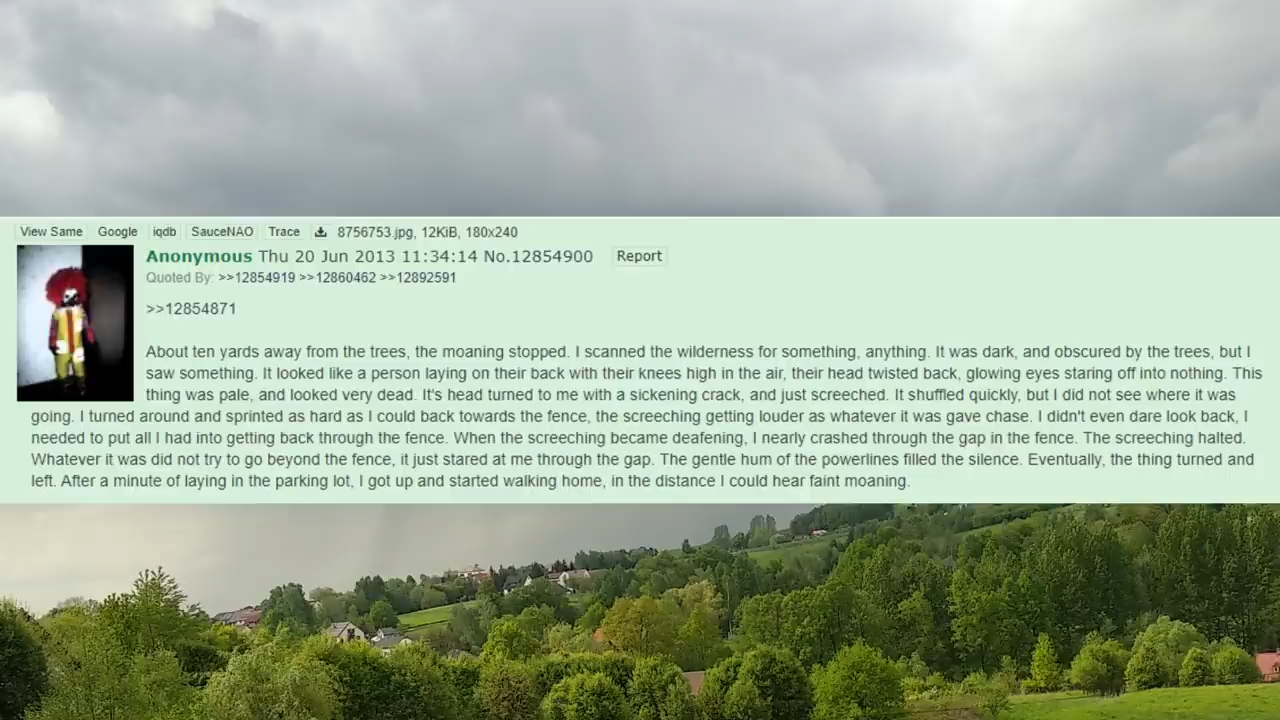 View Same Google iqdb SauceNAO Trace 8756753.jpg, 12KiB, 180x240
Anonymous Thu 20 Jun 2013 11:34:14 No.12854900 Report
Quoted By: >>12854919 >>12860462 >>12892591
>>12854871
About ten yards away from the trees, the moaning stopped. I scanned the wilderness for something, anything. It was dark, and obscured by the trees, but I
saw something. It looked like a person laying on their back with their knees high in the air, their head twisted back, glowing eyes staring off into nothing. This
thing was pale, and looked very dead. It's head turned to me with a sickening crack, and just screeched. It shuffled quickly, but I did not see where it was
going. I turned around and sprinted as hard as I could back towards the fence, the screeching getting louder as whatever it was gave chase. I didn't even dare look back, I
needed to put all I had into getting back through the fence. When the screeching became deafening, I nearly crashed through the gap in the fence. The screeching halted.
Whatever it was did not try to go beyond the fence, it just stared at me through the gap. The gentle hum of the powerlines filled the silence. Eventually, the thing turned and
left. After a minute of laying in the parking lot, I got up and started walking home, in the distance I could hear faint moaning.